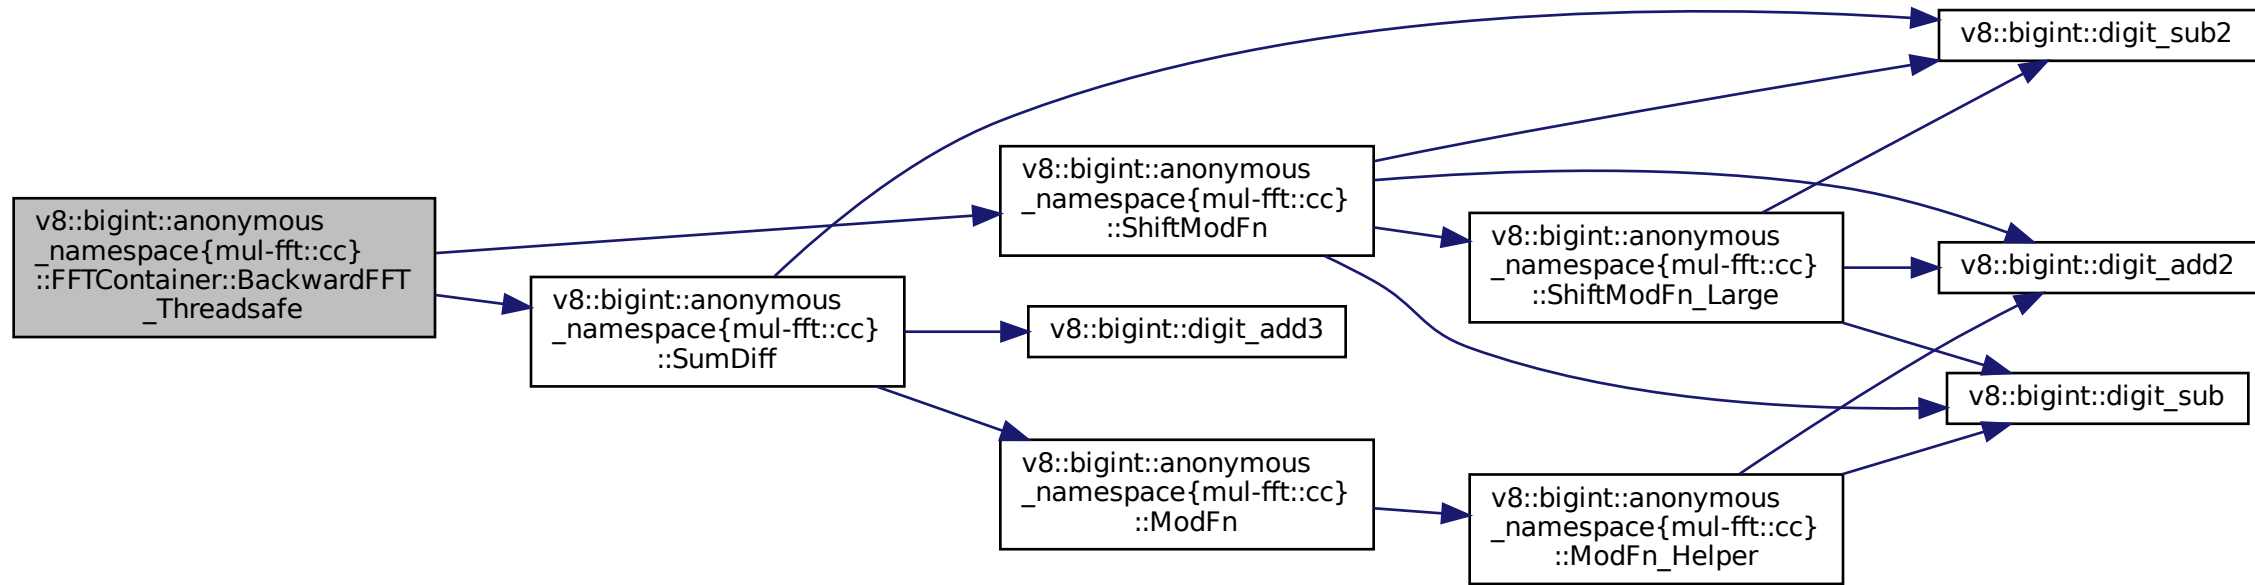 v8::bigint::anonymous
_namespace{mul-fft::cc}
::FFTContainer::BackwardFFT
_Threadsafe
v8::bigint::anonymous
_namespace{mul-fft::cc}
::SumDiff
v8::bigint::anonymous
_namespace{mul-fft::cc}
::ShiftModFn
v8::bigint::digit_add3
v8::bigint::anonymous
_namespace{mul-fft::cc}
::ModFn
v8::bigint::anonymous
_namespace{mul-fft::cc}
::ShiftModFn_Large
v8::bigint::anonymous
_namespace{mul-fft::cc}
::ModFn_Helper
v8::bigint::digit_sub2
v8::bigint::digit_add2
v8::bigint::digit_sub